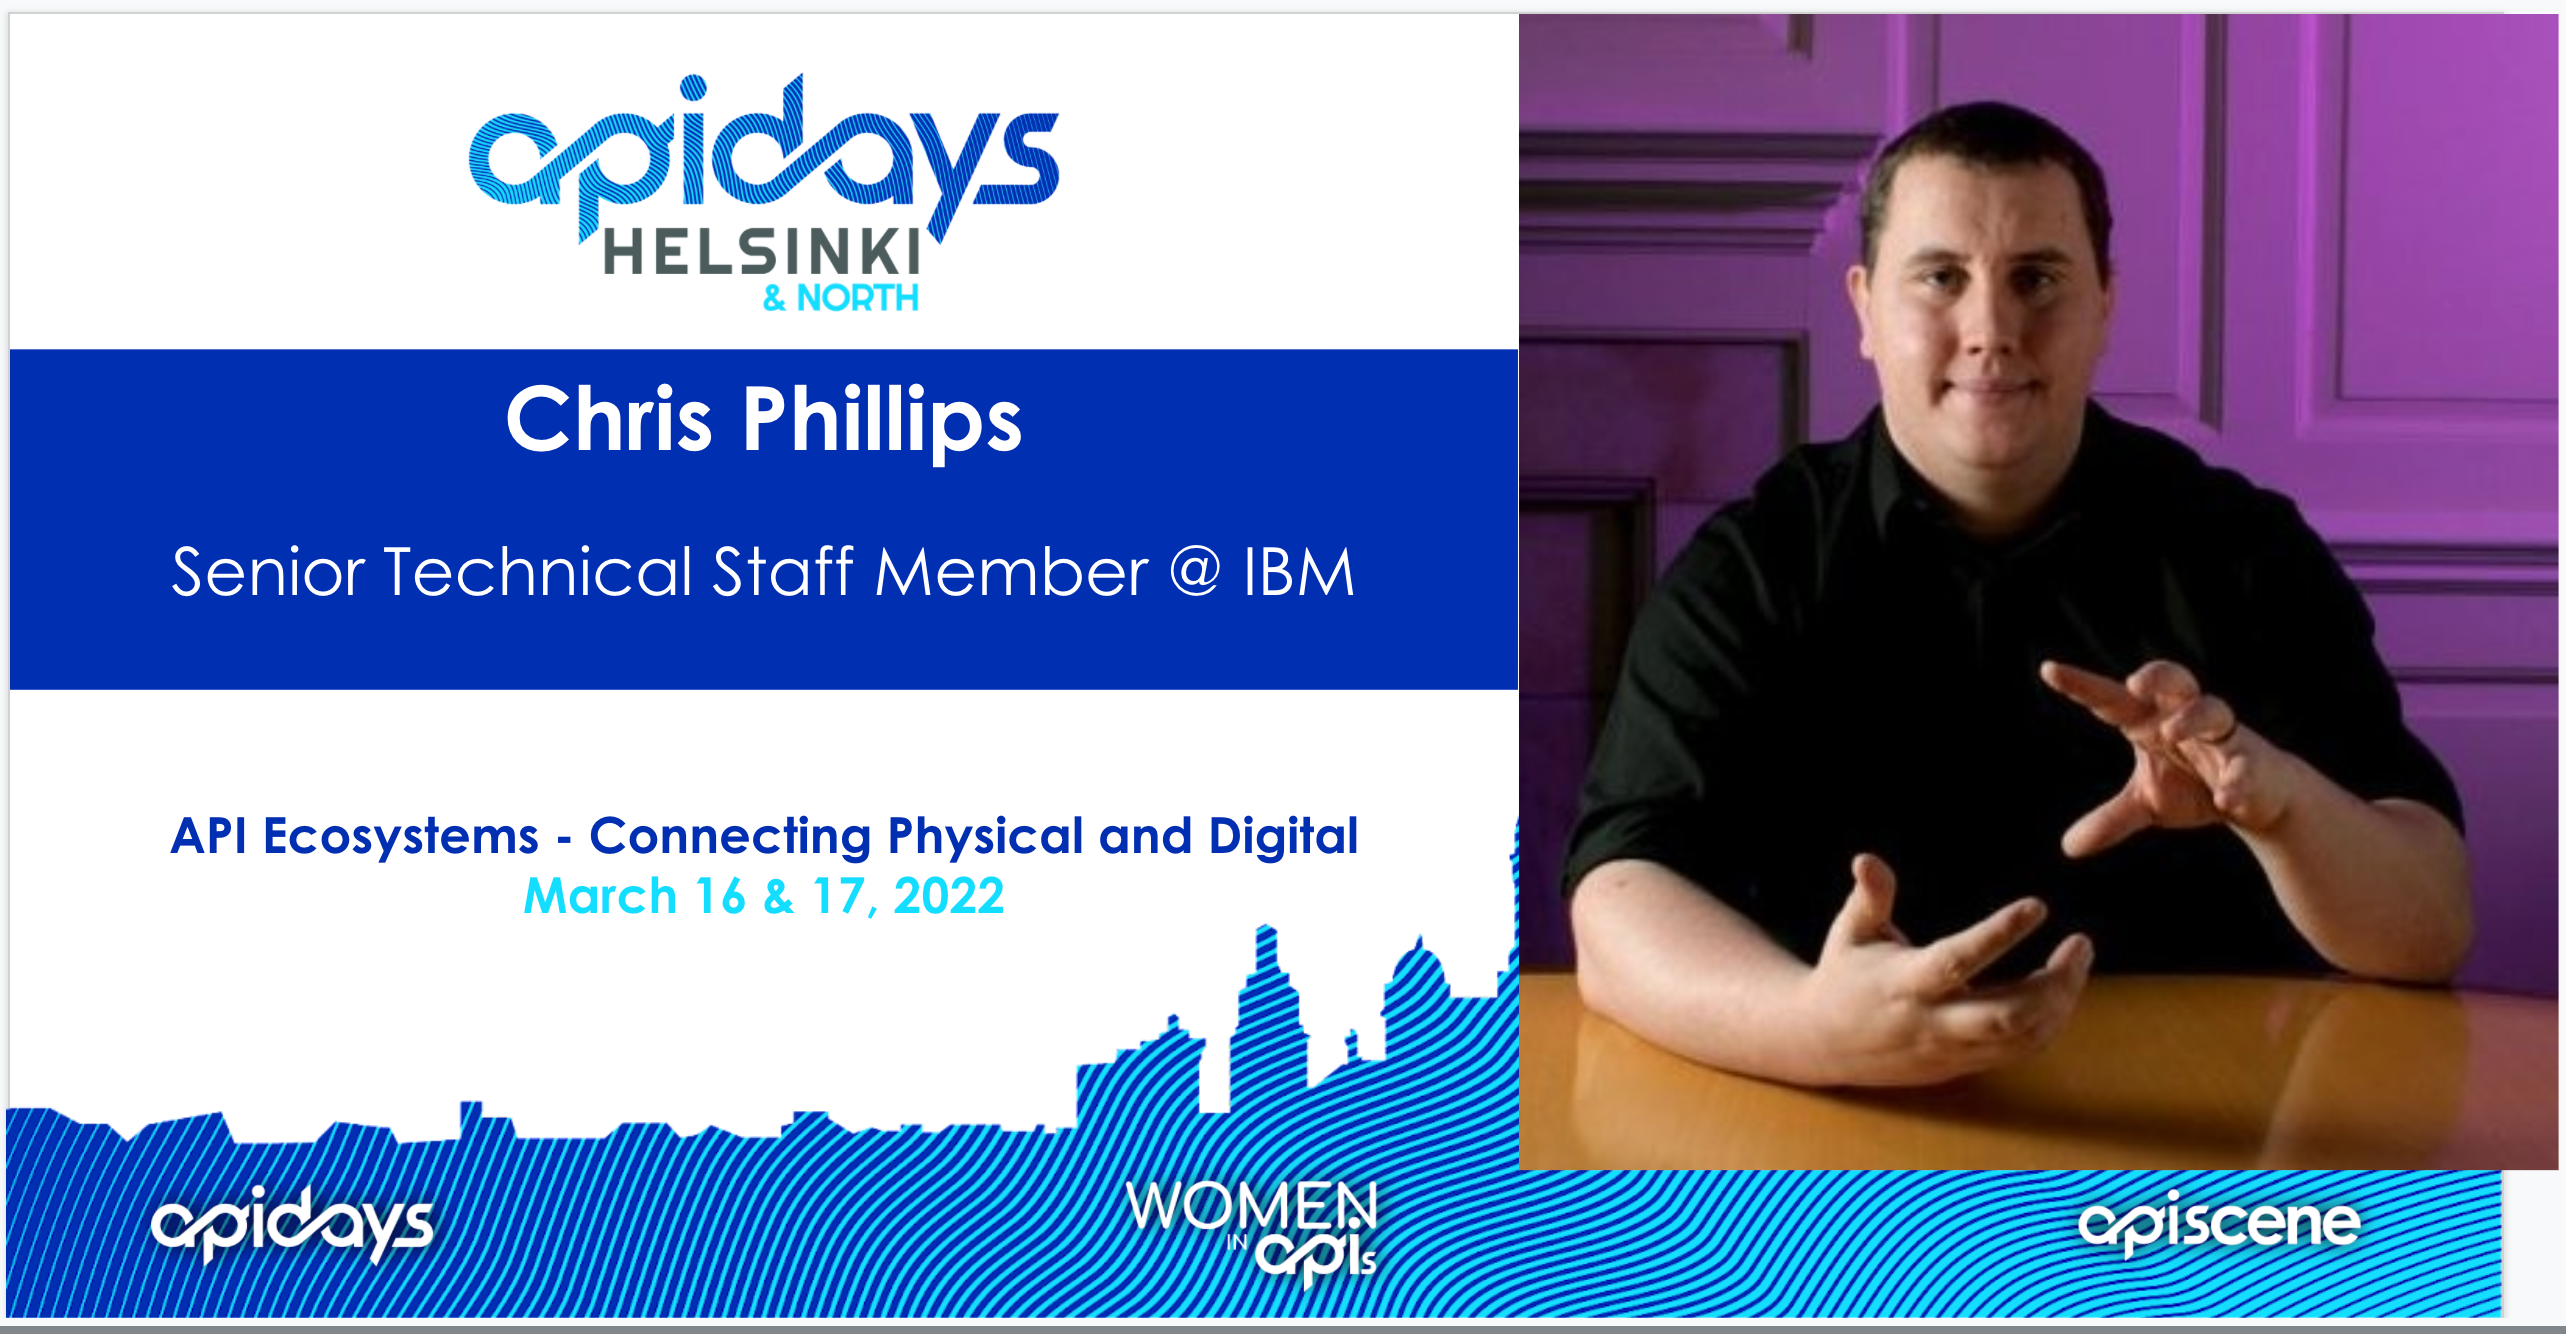 apidays
HELSINKI
& NORTH
Chris Phillips
Senior Technical Staff Member @ IBM
API Ecosystems - Connecting Physical and Digital
March 16 & 17, 2022
apidays
WOMEN
IN apis
apiscene